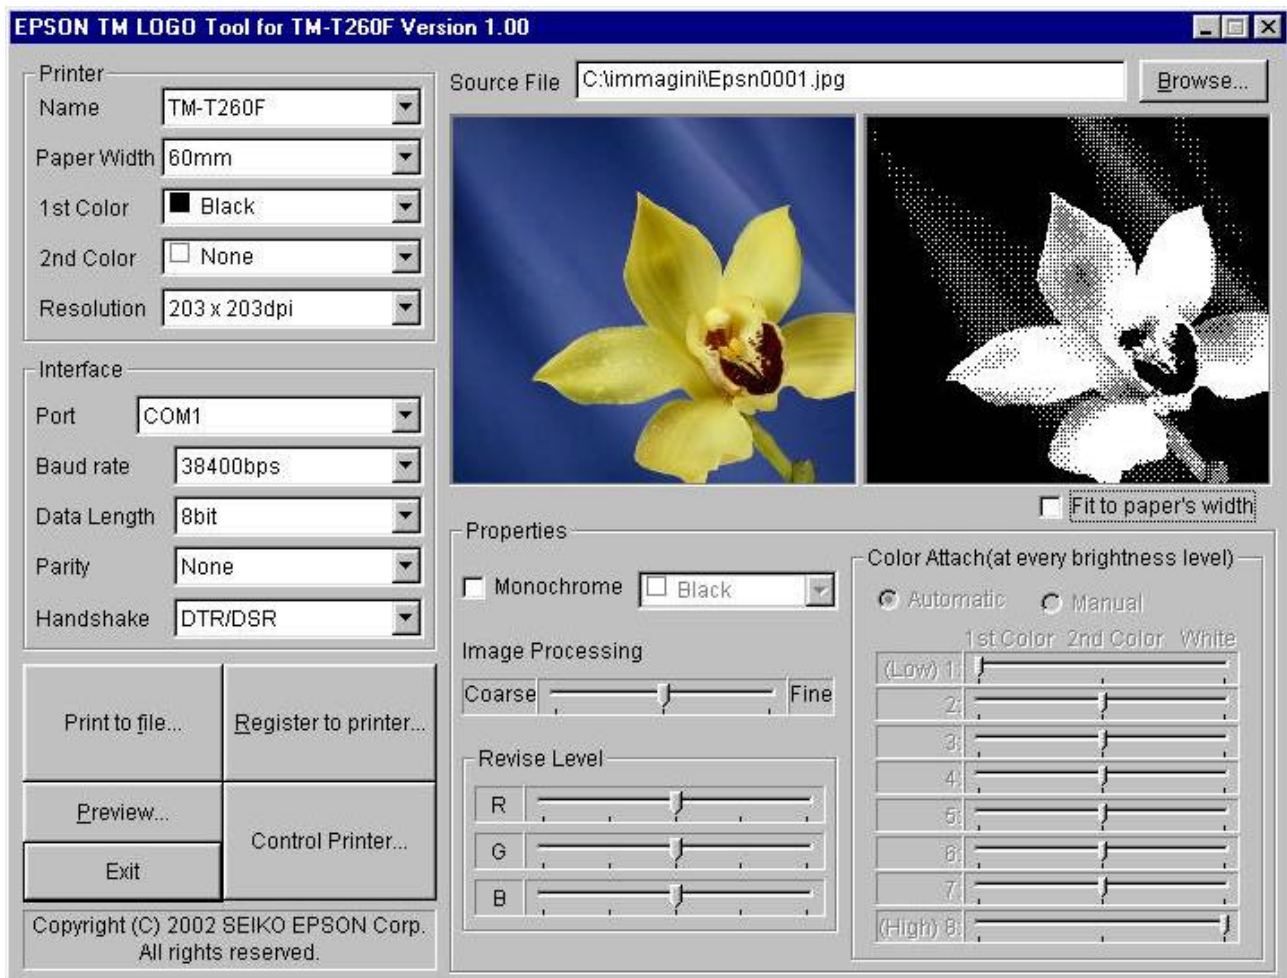 EPSON TM LOGO Tool for TM-T260F Version 1.00
Printer
Name TM-T260F
Paper Width 60mm
1st Color Black
2nd Color None
Resolution 203 x 203dpi
Interface
Port COM1
Baud rate 38400bps
Data Length 8bit
Parity None
Handshake DTR/DSR
Print to file...
Register to printer...
Preview...
Control Printer...
Exit
Copyright (C) 2002 SEIKO EPSON Corp.
All rights reserved.
Source File C:\immagini\Epsn0001.jpg Browse...
Fit to paper's width
Properties
Monochrome Black
Image Processing
Coarse Fine
Revise Level
R
G
B
Color Attach(at every brightness level)
Automatic Manual
1st Color 2nd Color White
(Low) 1:
2:
3:
4:
5:
6:
7:
(High) 8: